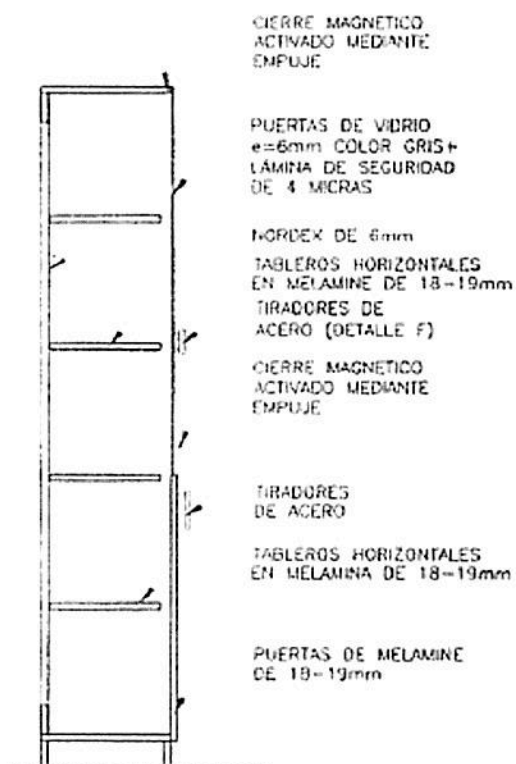 CIERRE MAGNETICO
ACTIVADO MEDIANTE
EMPUJE
PUERTAS DE VIDRIO
e=6mm COLOR GRIS+
LÁMINA DE SEGURIDAD
DE 4 MICRAS
NORDEX DE 6mm
TABLEROS HORIZONTALES
EN MELAMINE DE 18-19mm
TIRADORES DE
ACERO (DETALLE F)
CIERRE MAGNETICO
ACTIVADO MEDIANTE
EMPUJE
TIRADORES
DE ACERO
TABLEROS HORIZONTALES
EN MELAMINA DE 18-19mm
PUERTAS DE MELAMINE
DE 18-19mm